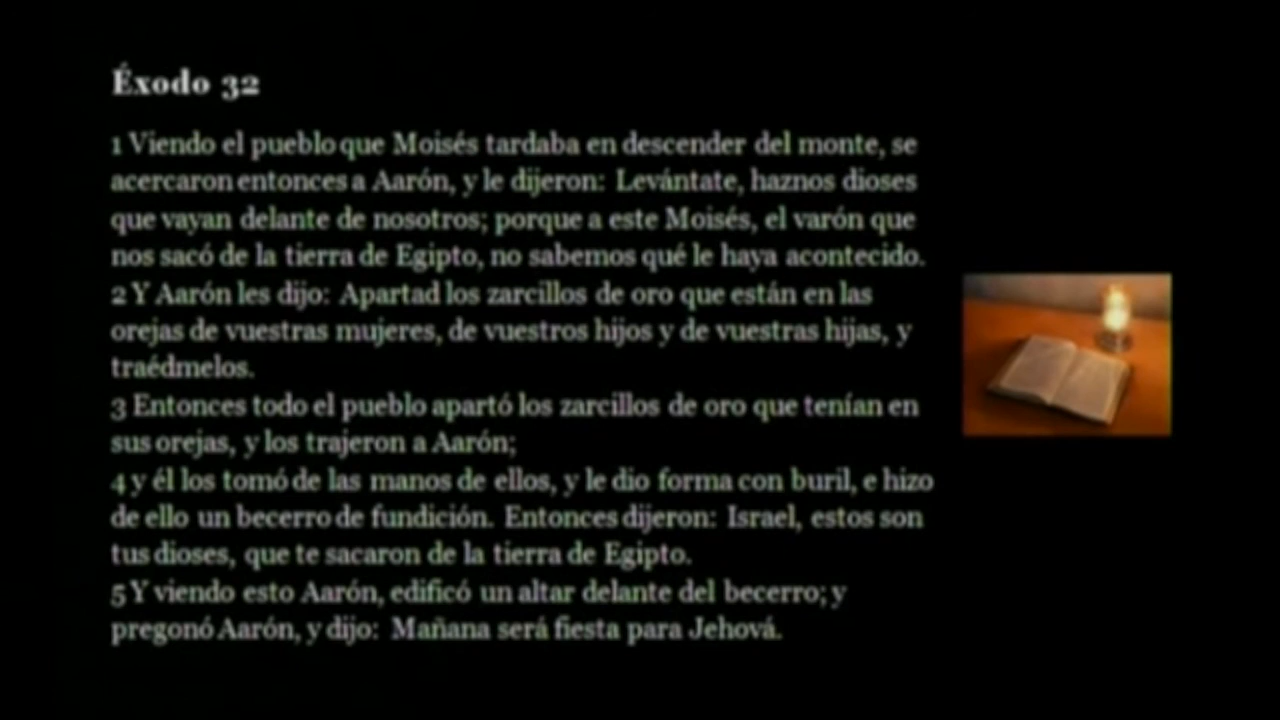 Éxodo 32
1 Viendo el pueblo que Moisés tardaba en descender del monte, se
acercaron entonces a Aarón, y le dijeron: Levántate, haznos dioses
que vayan delante de nosotros; porque a este Moisés, el varón que
nos sacó de la tierra de Egipto, no sabemos qué le haya acontecido.
2 Y Aarón les dijo: Apartad los zarcillos de oro que están en las
orejas de vuestras mujeres, de vuestros hijos y de vuestras hijas, y
traédmelos.
3 Entonces todo el pueblo apartó los zarcillos de oro que tenían en
sus orejas, y los trajeron a Aarón;
4 y él los tomó de las manos de ellos, y le dio forma con buril, e hizo
de ello un becerro de fundición. Entonces dijeron: Israel, estos son
tus dioses, que te sacaron de la tierra de Egipto.
5 Y viendo esto Aarón, edificó un altar delante del becerro; y
pregonó Aarón, y dijo: Mañana será fiesta para Jehová.